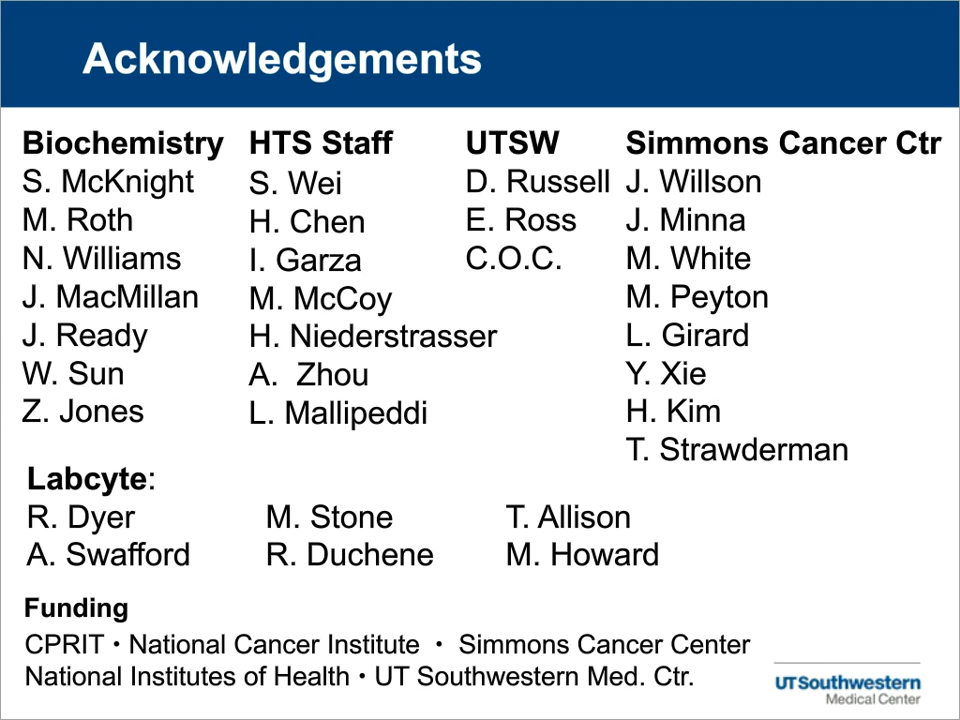 Acknowledgements
Biochemistry
S. McKnight
M. Roth
N. Williams
J. MacMillan
J. Ready
W. Sun
Z. Jones
HTS Staff
S. Wei
H. Chen
I. Garza
M. McCoy
H. Niederstrasser
A. Zhou
L. Mallipeddi
UTSW
D. Russell
E. Ross
C.O.C.
Simmons Cancer Ctr
J. Willson
J. Minna
M. White
M. Peyton
L. Girard
Y. Xie
H. Kim
T. Strawderman
Labcyte:
R. Dyer M. Stone T. Allison
A. Swafford R. Duchene M. Howard
Funding
CPRIT • National Cancer Institute • Simmons Cancer Center
National Institutes of Health • UT Southwestern Med. Ctr.
UT Southwestern
Medical Center